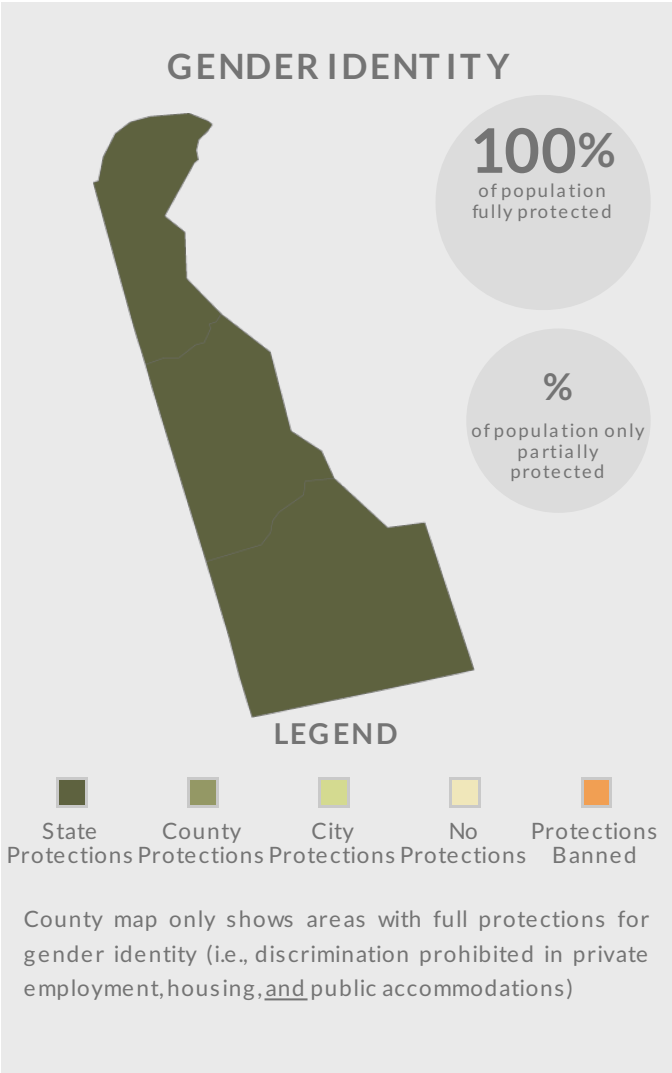 GENDER IDENTITY
100%
of population
fully protected
%
of population only
partially
protected
LEGEND
State
Protections
County
Protections
City
Protections
No
Protections
Protections
Banned
County map only shows areas with full protections for
gender identity (i.e., discrimination prohibited in private
employment, housing, and public accommodations)